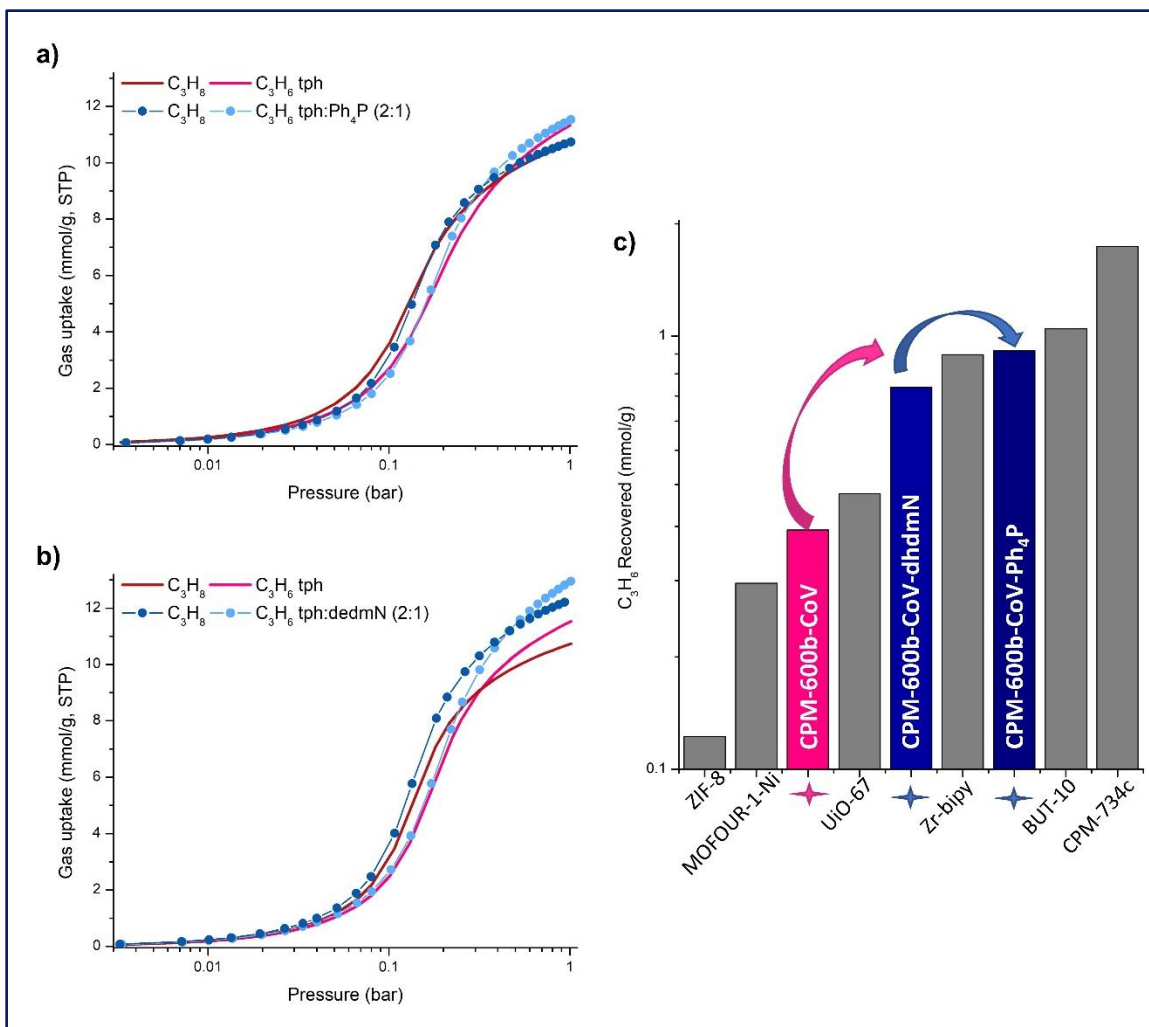 a)
C₃H₈ C₃H₆ tph
C₃H₈ C₃H₆ tph:Ph₄P (2:1)
12
10
8
6
4
2
0
Gas uptake (mmol/g, STP)
0.01 0.1 1
Pressure (bar)
b)
C₃H₈ C₃H₆ tph
C₃H₈ C₃H₆ tph:dedmN (2:1)
12
10
8
6
4
2
0
Gas uptake (mmol/g, STP)
0.01 0.1 1
Pressure (bar)
c)
2
1
0.1
C₃H₆ Recovered (mmol/g)
CPM-600b-CoV
CPM-600b-CoV-dhdmN
CPM-600b-CoV-Ph₄P
ZIF-8
MOFOUR-1-Ni
UiO-67
Zr-bipy
BUT-10
CPM-734c